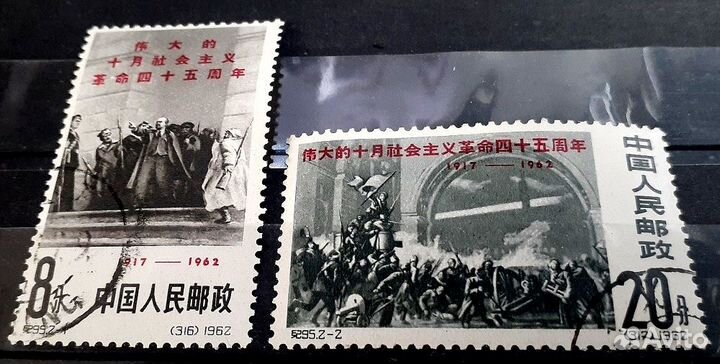 伟大的
十月社会主义
革命四十五周年
1917 — 1962
8分 中国人民邮政
纪95.2-1 (316) 1962
伟大的十月社会主义革命四十五周年
1917 — 1962
中国人民邮政
20分
纪95.2-2 (317) 1962
Avito